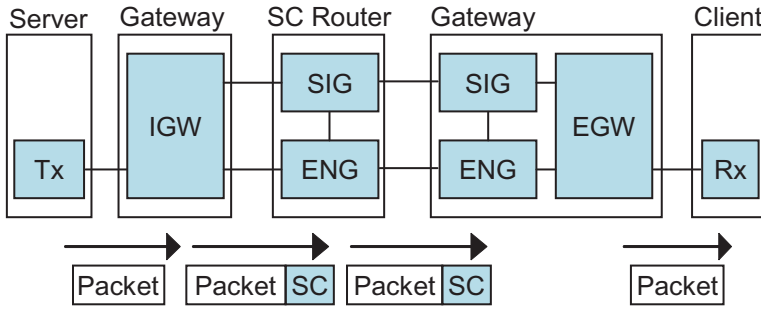 Server Gateway SC Router Gateway Client
SIG SIG
IGW EGW
Tx ENG ENG Rx
Packet Packet SC Packet SC Packet